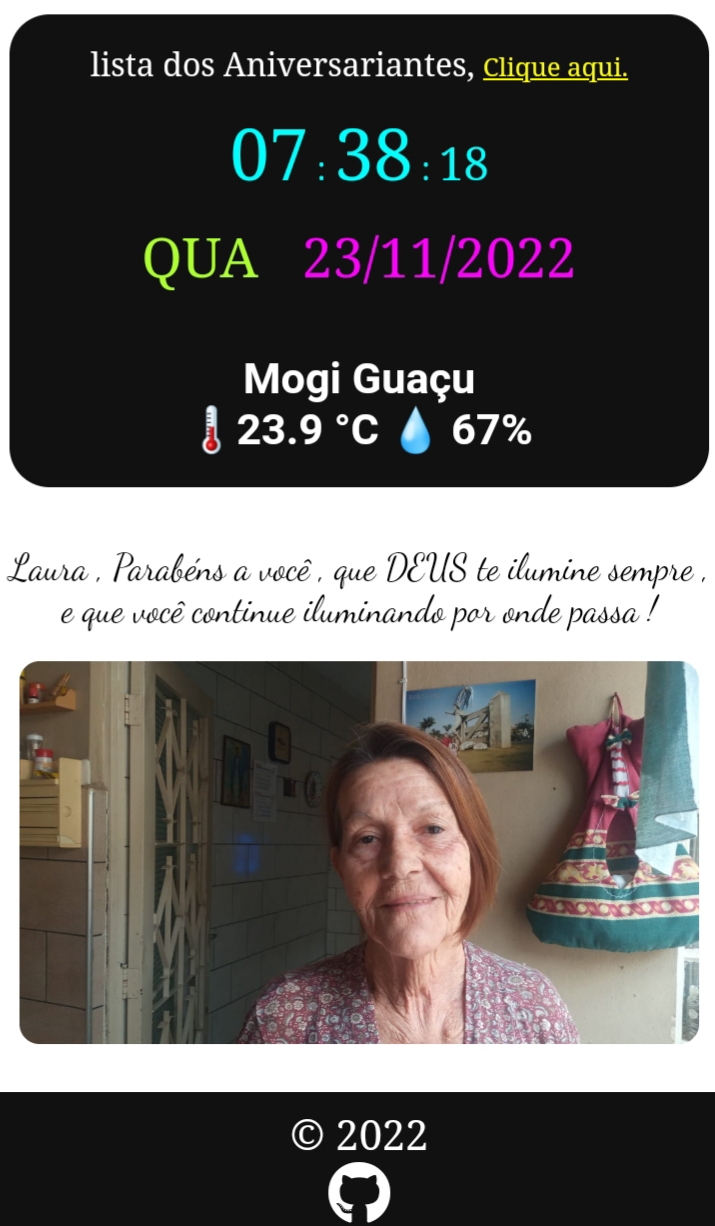 lista dos Aniversariantes, Clique aqui.
07 : 38 : 18
QUA 23/11/2022
Mogi Guaçu
23.9 °C 67%
Laura , Parabéns a você , que DEUS te ilumine sempre ,
e que você continue iluminando por onde passa !
© 2022